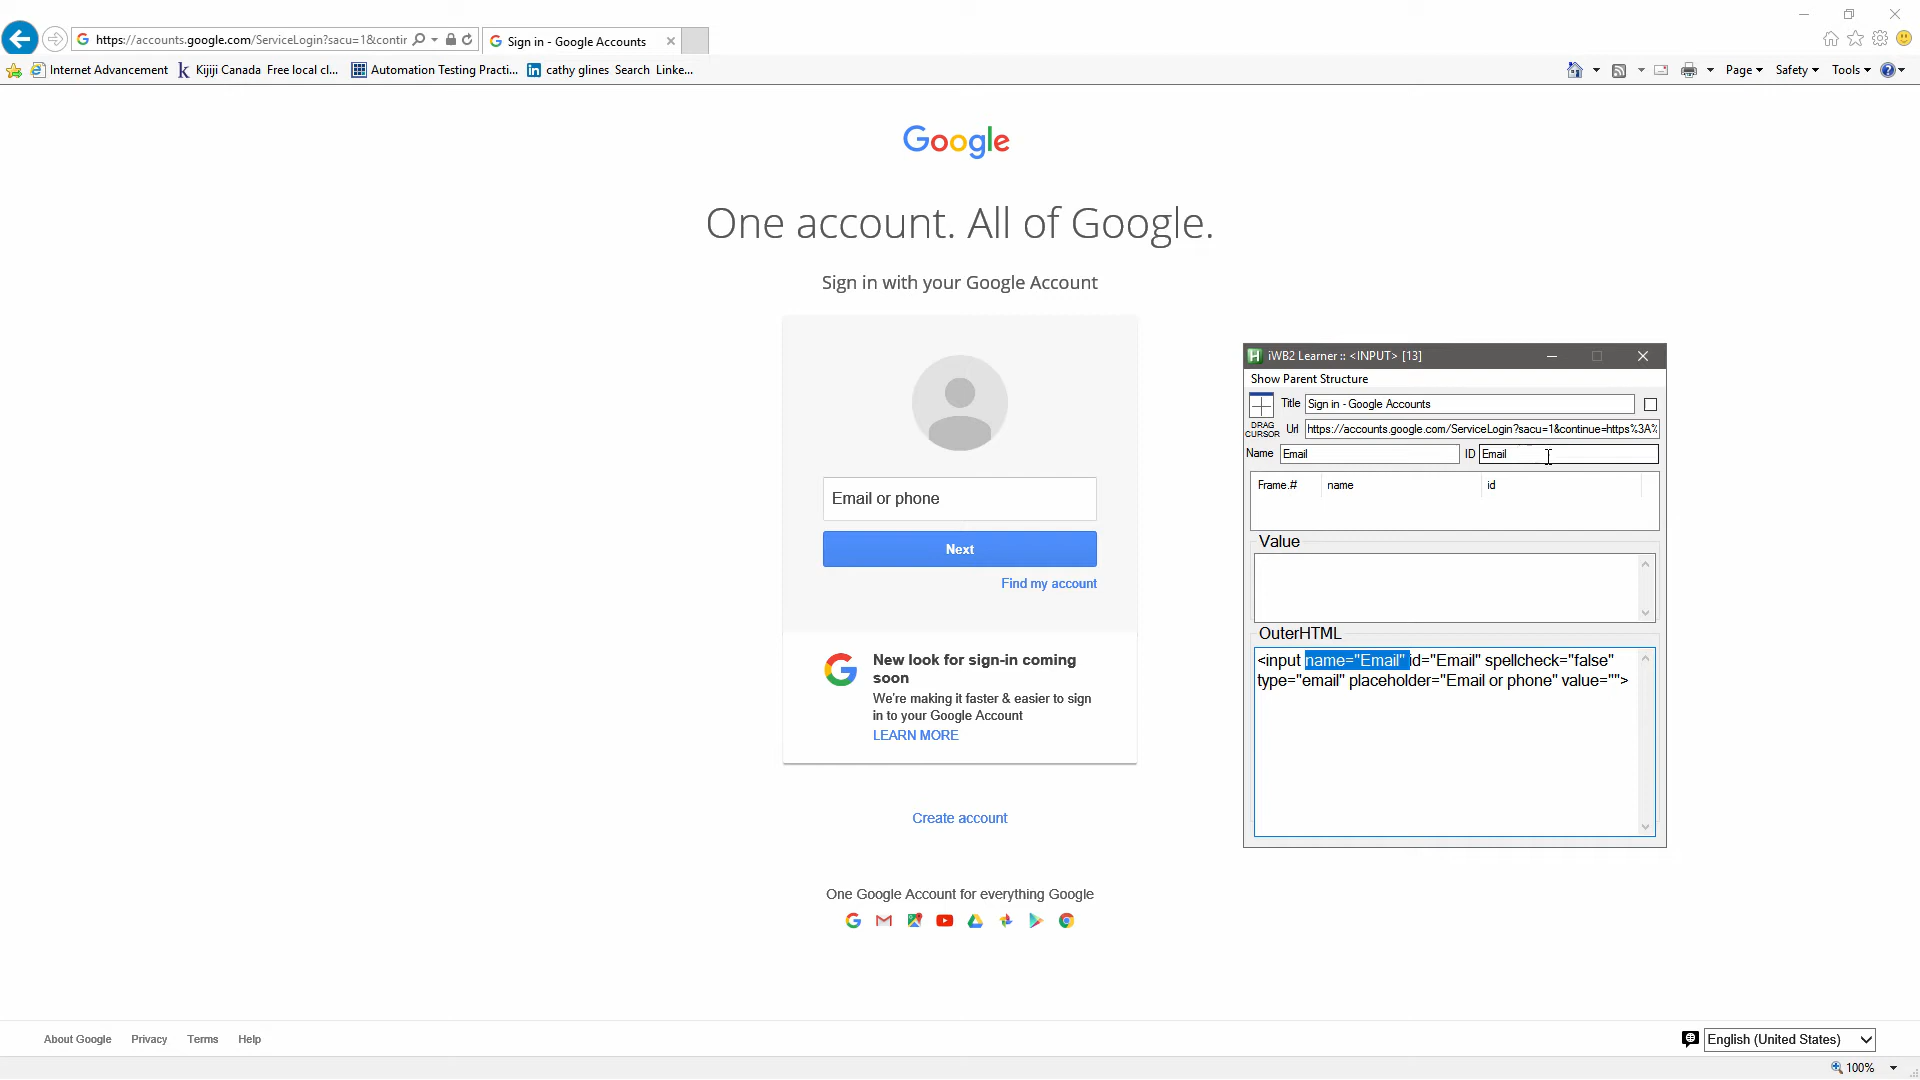 https://accounts.google.com/ServiceLogin?sacu=1&contir
Sign in - Google Accounts
Internet Advancement
Kijiji Canada Free local cl...
Automation Testing Practi...
cathy glines Search Linke...
Page
Safety
Tools
Google
One account. All of Google.
Sign in with your Google Account
Email or phone
Next
Find my account
New look for sign-in coming
soon
We're making it faster & easier to sign
in to your Google Account
LEARN MORE
Create account
One Google Account for everything Google
iWB2 Learner :: <INPUT> [13]
Show Parent Structure
Title Sign in - Google Accounts
DRAG
CURSOR
Url https://accounts.google.com/ServiceLogin?sacu=1&continue=https%3A%
Name Email ID Email
Frame.# name id
Value
OuterHTML
<input name="Email" id="Email" spellcheck="false"
type="email" placeholder="Email or phone" value="">
About Google Privacy Terms Help
English (United States)
100%